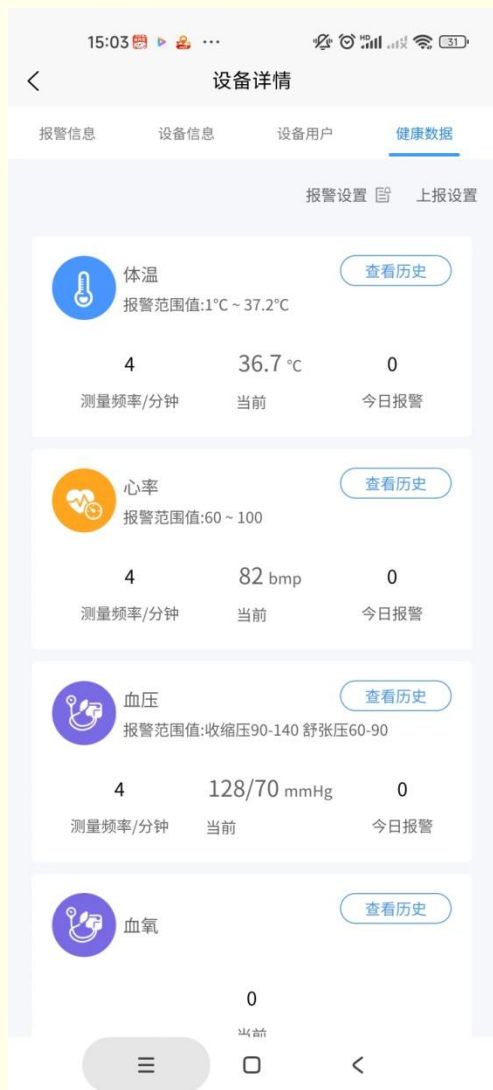 15:03 ··· HD 31
设备详情
报警信息 设备信息 设备用户 健康数据
报警设置 上报设置
体温 查看历史
报警范围值:1°C ~ 37.2°C
4 36.7 °C 0
测量频率/分钟 当前 今日报警
心率 查看历史
报警范围值:60 ~ 100
4 82 bmp 0
测量频率/分钟 当前 今日报警
血压 查看历史
报警范围值:收缩压90-140 舒张压60-90
4 128/70 mmHg 0
测量频率/分钟 当前 今日报警
血氧 查看历史
0
当前